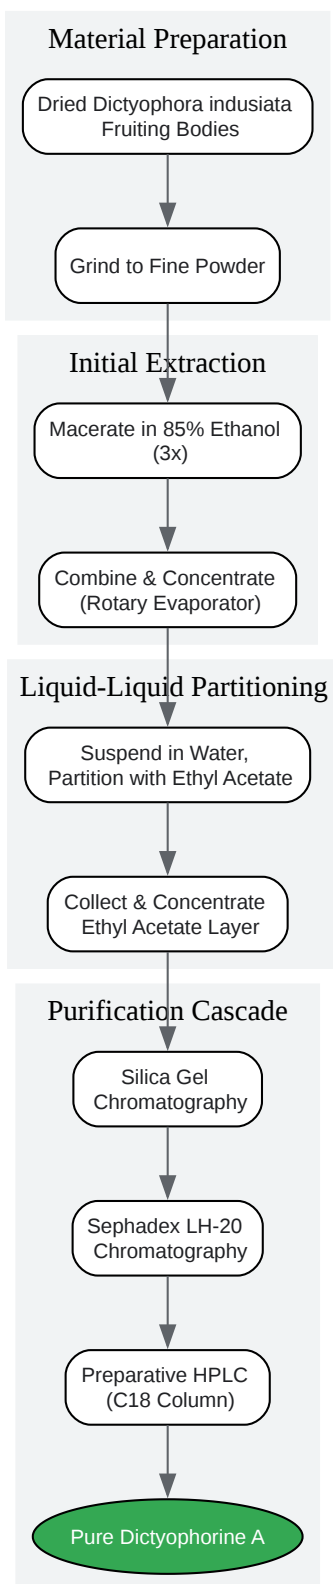 Material Preparation
Dried Dictyophora indusiata
Fruiting Bodies
Grind to Fine Powder
Initial Extraction
Macerate in 85% Ethanol
(3x)
Combine & Concentrate
(Rotary Evaporator)
Liquid-Liquid Partitioning
Suspend in Water,
Partition with Ethyl Acetate
Collect & Concentrate
Ethyl Acetate Layer
Purification Cascade
Silica Gel
Chromatography
Sephadex LH-20
Chromatography
Preparative HPLC
(C18 Column)
Pure Dictyophorine A